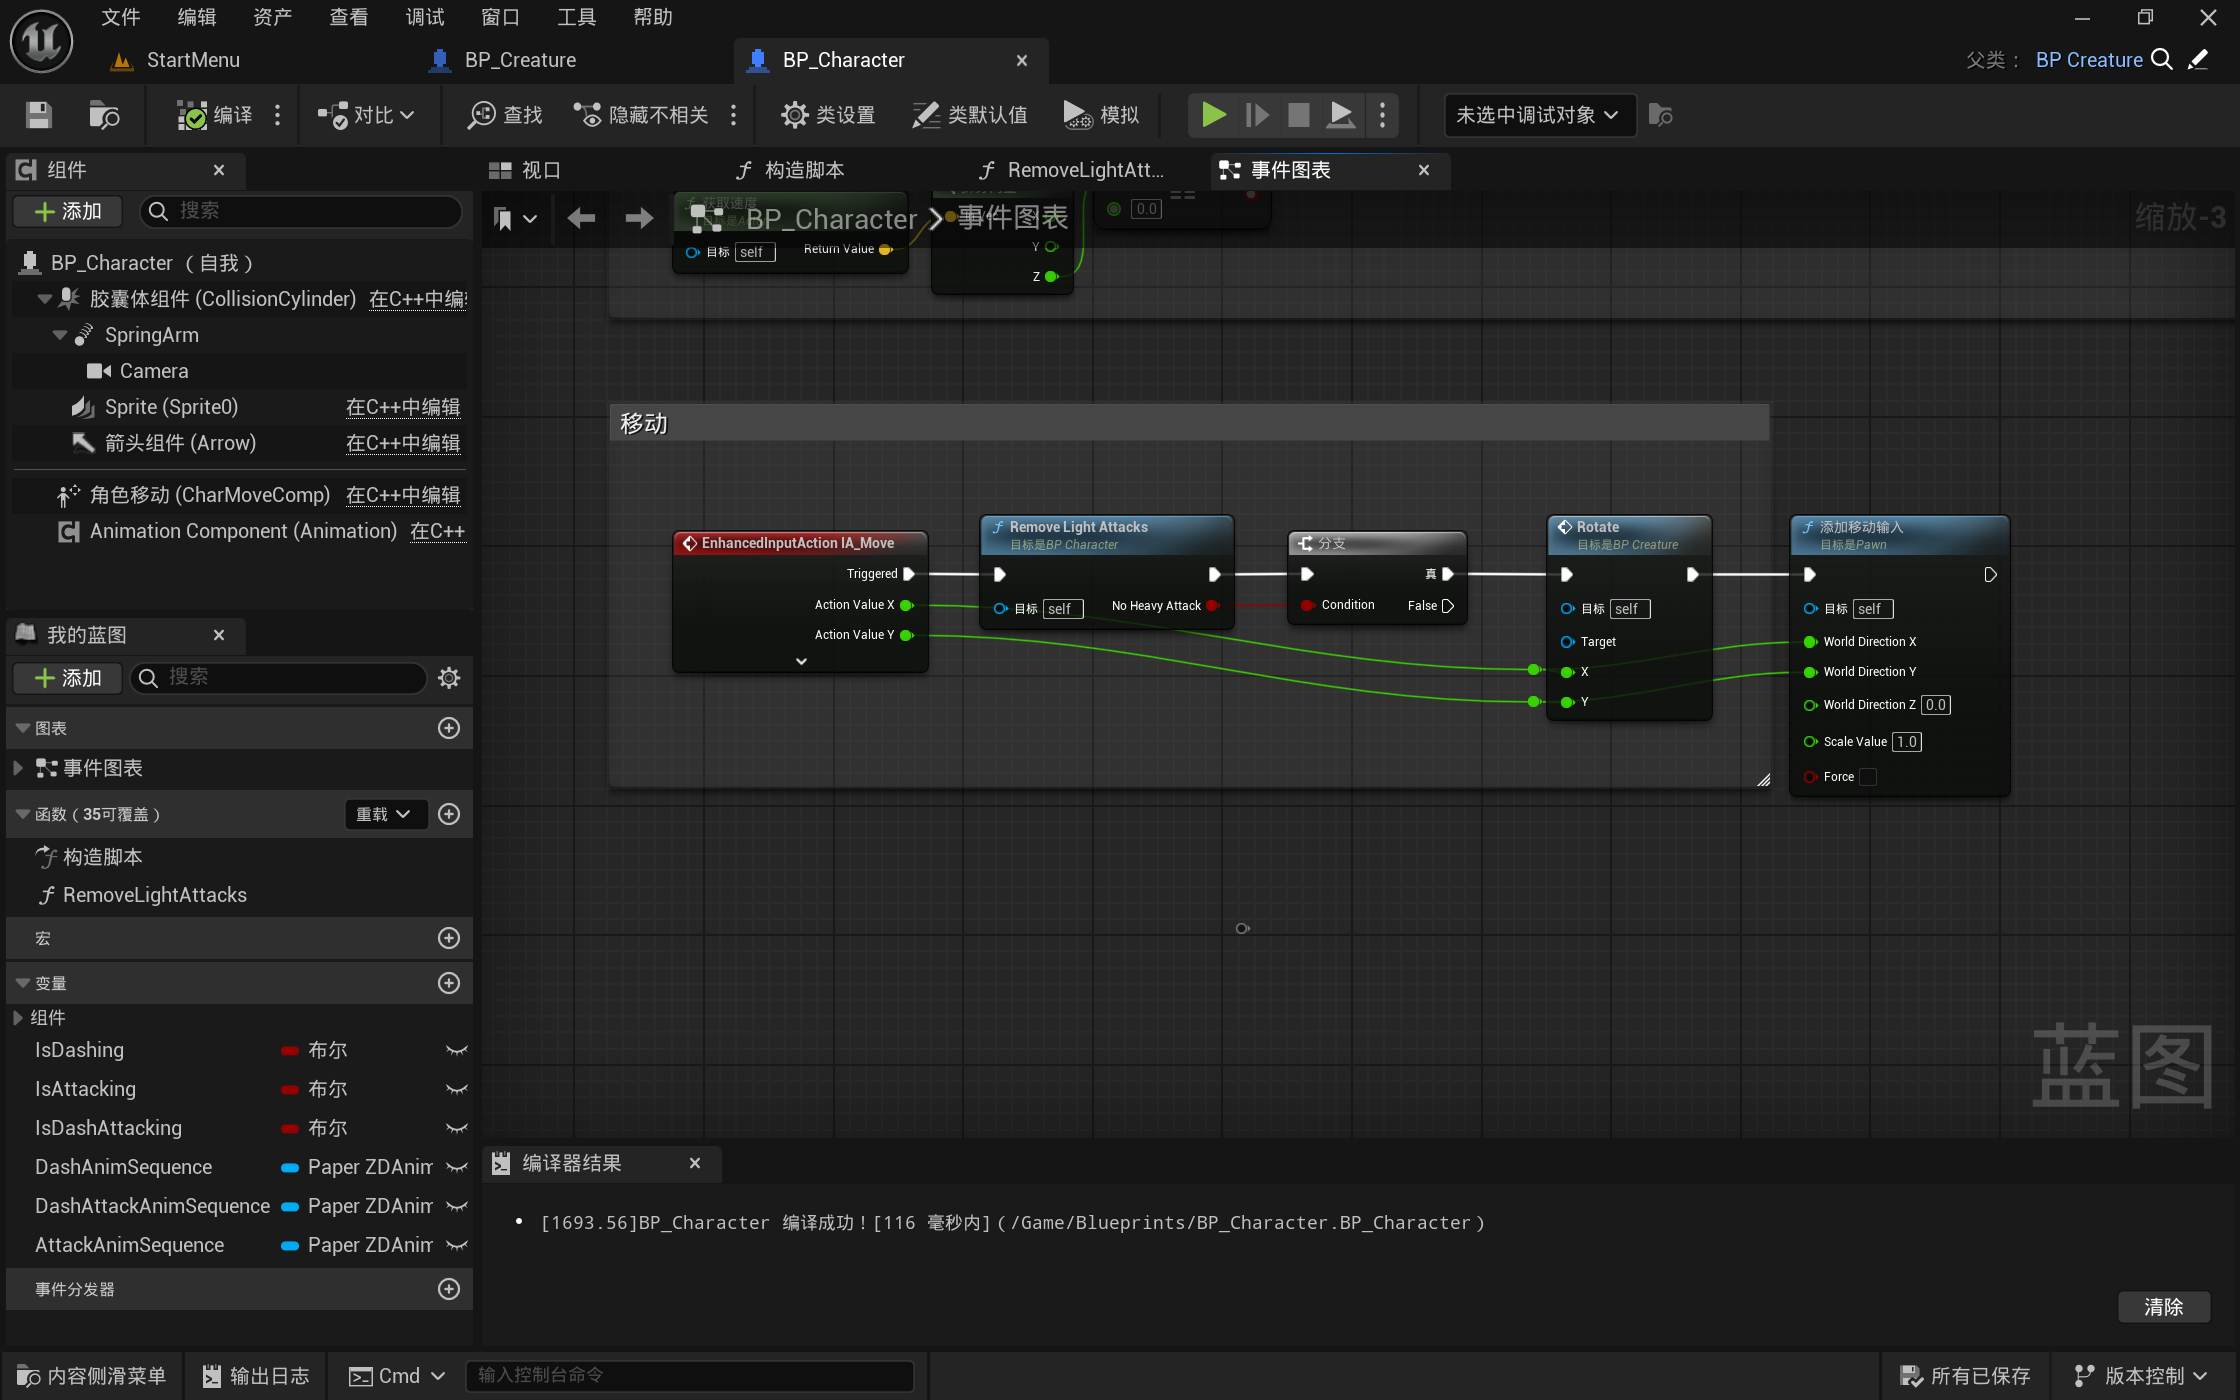 文件 编辑 资产 查看 调试 窗口 工具 帮助
StartMenu BP_Creature BP_Character 父类： BP Creature
编译 对比 查找 隐藏不相关 类设置 类默认值 模拟 未选中调试对象
组件
添加 搜索
BP_Character （自我）
胶囊体组件 (CollisionCylinder) 在C++中编辑
SpringArm
Camera
Sprite (Sprite0) 在C++中编辑
箭头组件 (Arrow) 在C++中编辑
角色移动 (CharMoveComp) 在C++中编辑
Animation Component (Animation) 在C++
我的蓝图
添加 搜索
图表
事件图表
函数（35可覆盖） 重载
构造脚本
RemoveLightAttacks
宏
变量
组件
IsDashing 布尔
IsAttacking 布尔
IsDashAttacking 布尔
DashAnimSequence Paper ZDAnim
DashAttackAnimSequence Paper ZDAnim
AttackAnimSequence Paper ZDAnim
事件分发器
视口 构造脚本 RemoveLightAtt... 事件图表
BP_Character 事件图表 缩放-3
获取速度
目标 self Return Value
Y
Z
0.0
==
移动
EnhancedInputAction IA_Move
Triggered
Action Value X
Action Value Y
Remove Light Attacks
目标是BP Character
目标 self No Heavy Attack
分支
真
Condition False
Rotate
目标是BP Creature
目标 self
Target
X
Y
添加移动输入
目标是Pawn
目标 self
World Direction X
World Direction Y
World Direction Z 0.0
Scale Value 1.0
Force
蓝图
编译器结果
[1693.56]BP_Character 编译成功！[116 毫秒内]（/Game/Blueprints/BP_Character.BP_Character）
清除
内容侧滑菜单 输出日志 Cmd 输入控制台命令 所有已保存 版本控制